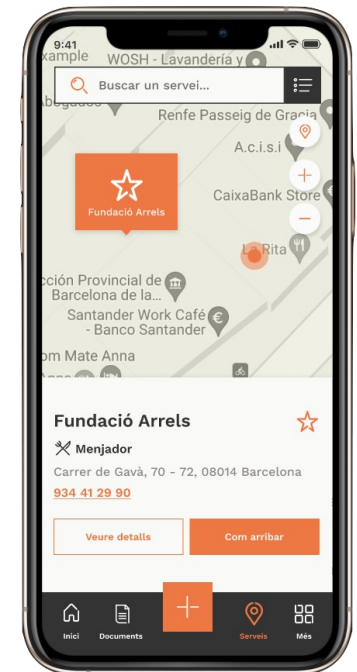 9:41
xample
WOSH - Lavandería y
Buscar un servei...
Renfe Passeig de Gracia
A.c.i.s.i
CaixaBank Store
Fundació Arrels
La Rita
cción Provincial de
Barcelona de la...
Santander Work Café
- Banco Santander
om Mate Anna
Fundació Arrels
Menjador
Carrer de Gavà, 70 - 72, 08014 Barcelona
934 41 29 90
Veure detalls
Com arribar
Inici
Documents
Serveis
Més